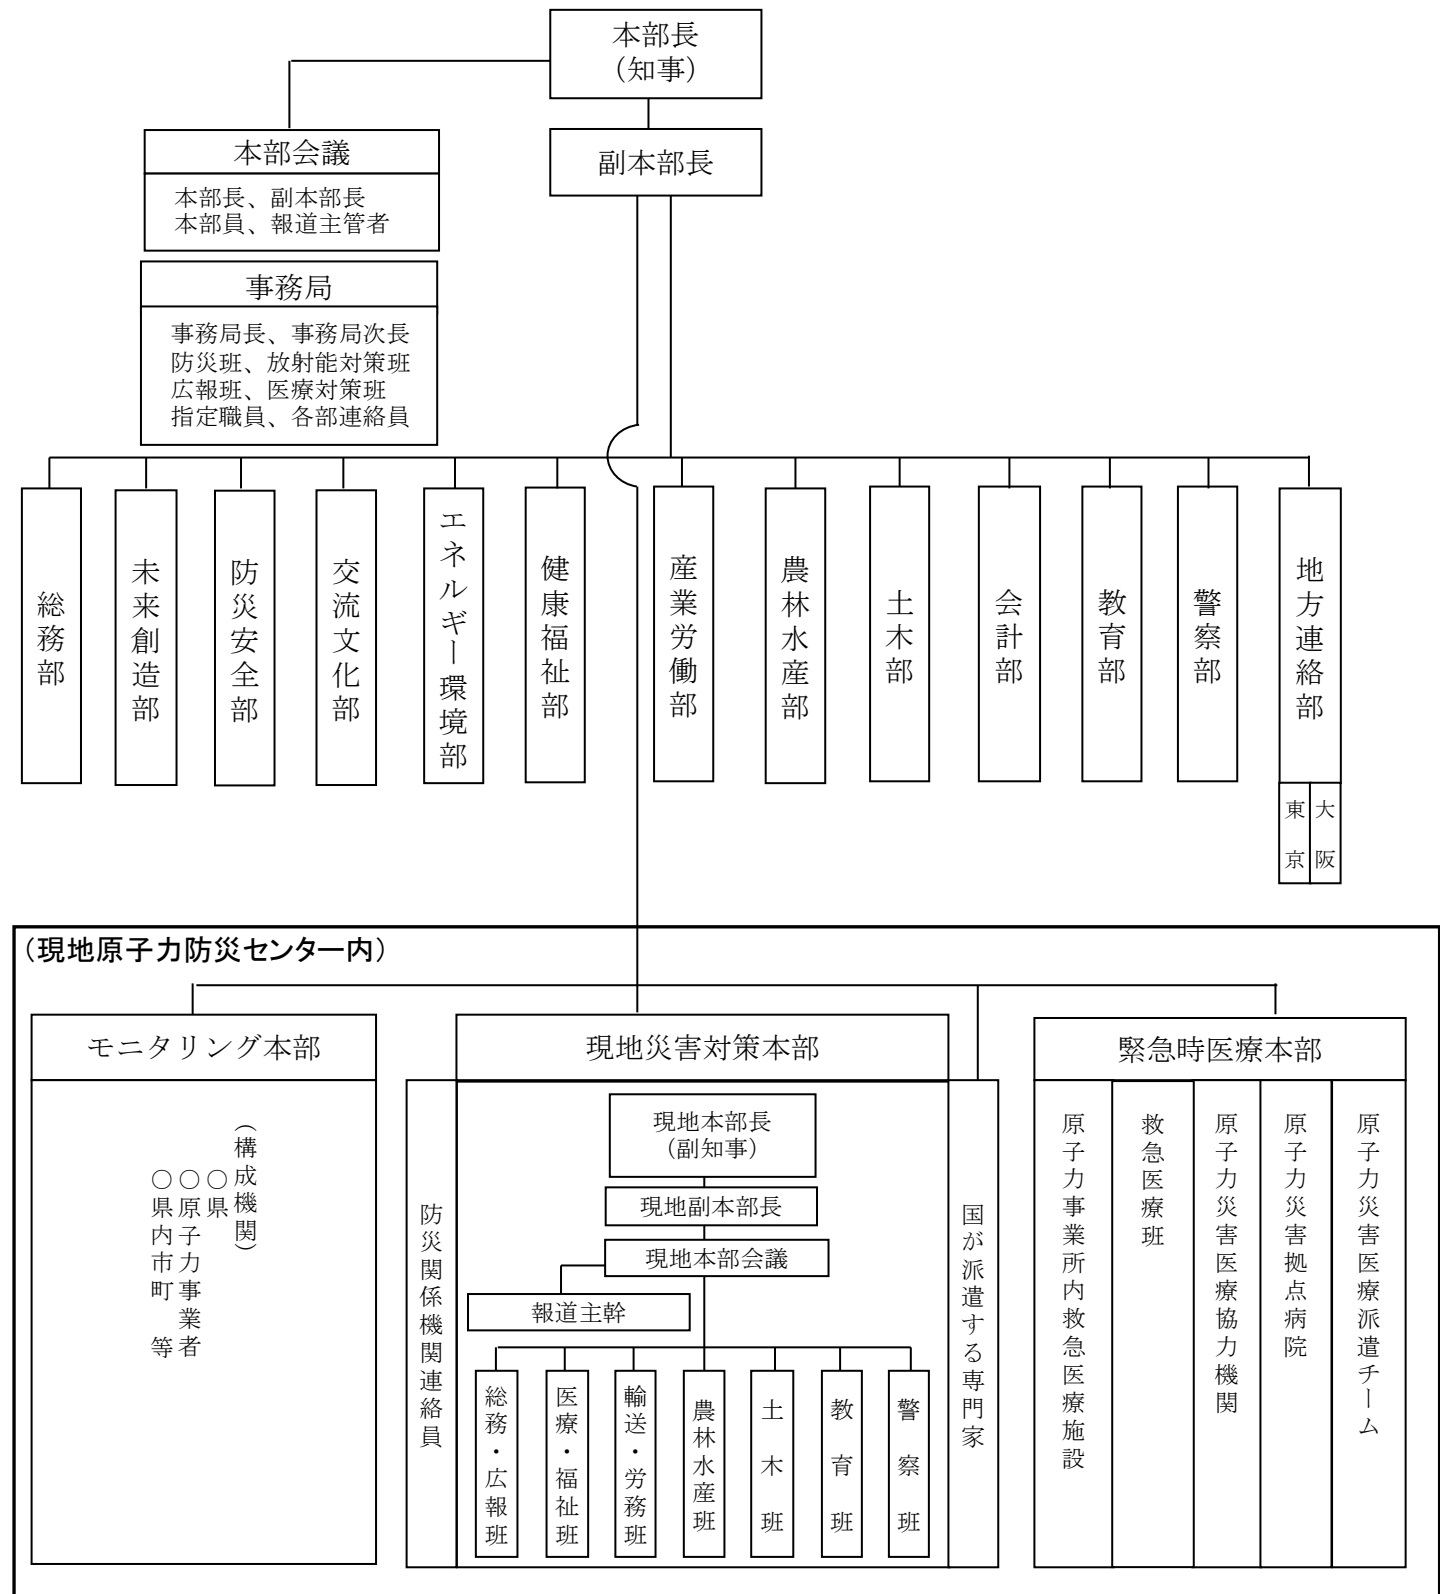 本部長
(知事)
本部会議
本部長、副本部長
本部員、報道主管者
副本部長
事務局
事務局長、事務局次長
防災班、放射能対策班
広報班、医療対策班
指定職員、各部連絡員
総務部
未来創造部
防災安全部
交流文化部
エネルギー環境部
健康福祉部
産業労働部
農林水産部
土木部
会計部
教育部
警察部
地方連絡部
東京
大阪
(現地原子力防災センター内)
モニタリング本部
(構成機関)
○県
○原子力事業者
○県内市町 等
現地災害対策本部
防災関係機関連絡員
現地本部長
(副知事)
現地副本部長
現地本部会議
報道主幹
総務・広報班
医療・福祉班
輸送・労務班
農林水産班
土木班
教育班
警察班
国が派遣する専門家
緊急時医療本部
原子力事業所内救急医療施設
救急医療班
原子力災害医療協力機関
原子力災害拠点病院
原子力災害医療派遣チーム